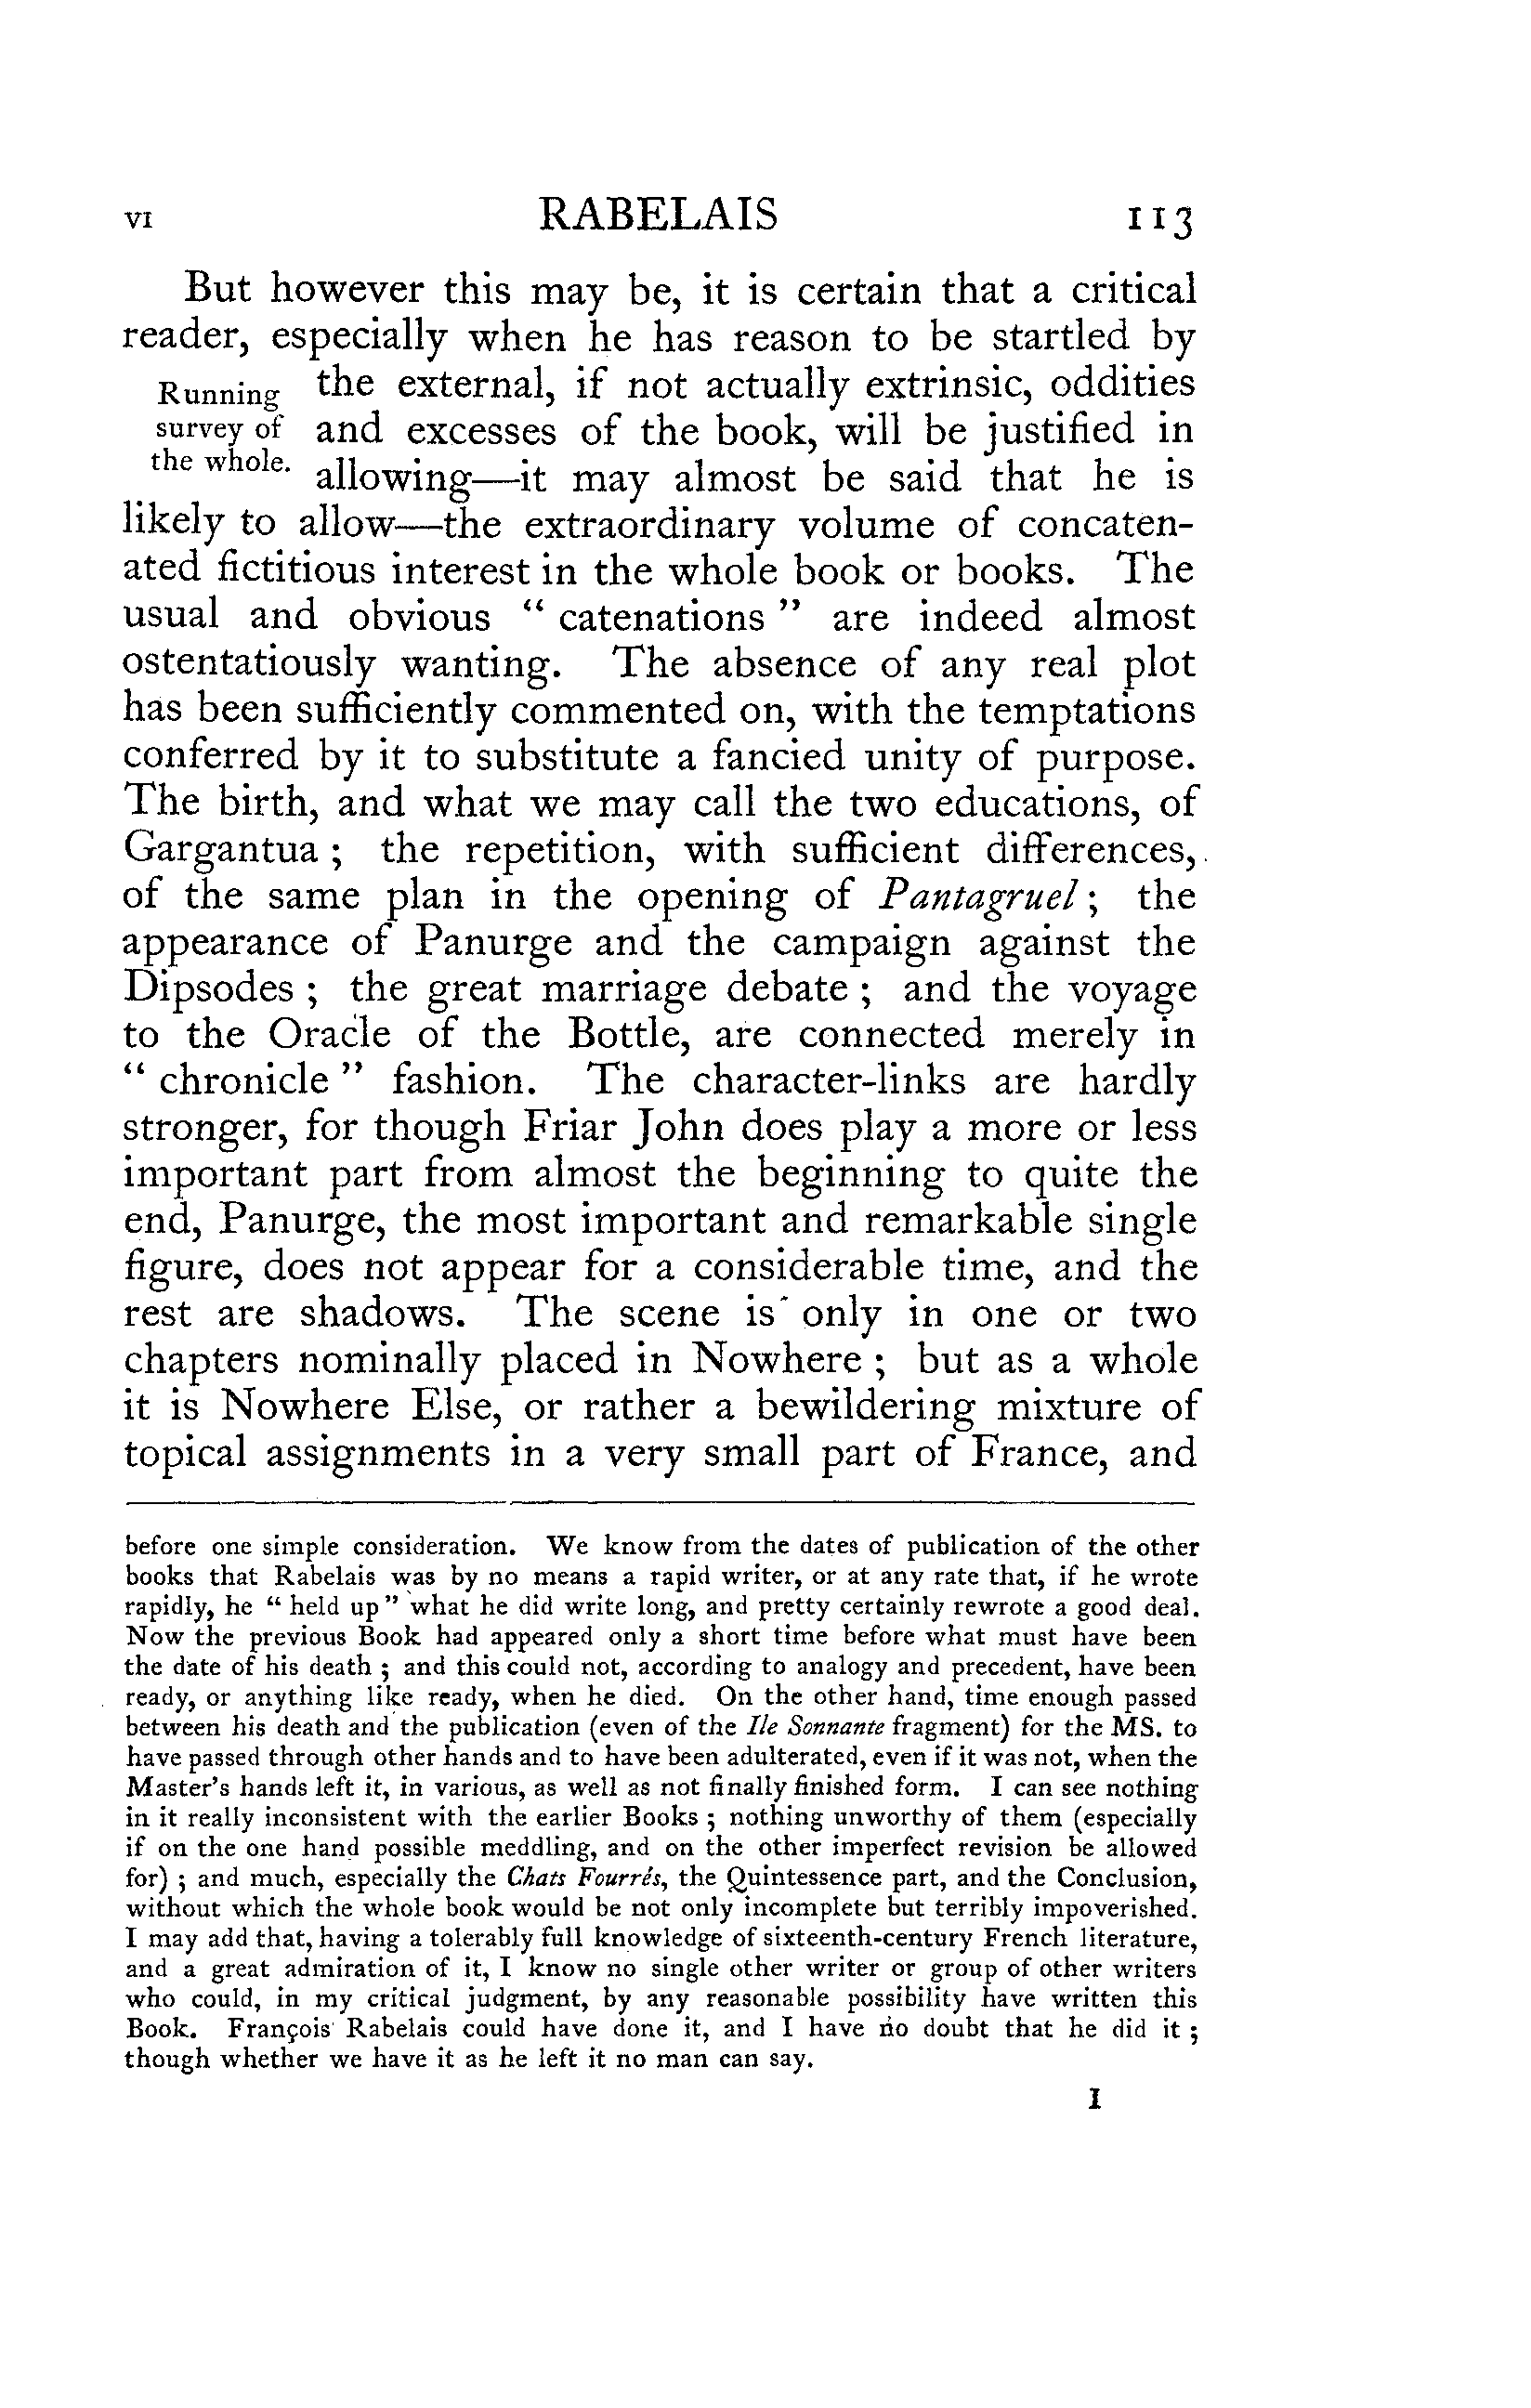 VI RABELAIS 113
But however this may be, it is certain that a critical
reader, especially when he has reason to be startled by
Running the external, if not actually extrinsic, oddities
survey of and excesses of the book, will be justified in
the whole. allowing—it may almost be said that he is
likely to allow—the extraordinary volume of concaten-
ated fictitious interest in the whole book or books. The
usual and obvious " catenations " are indeed almost
ostentatiously wanting. The absence of any real plot
has been sufficiently commented on, with the temptations
conferred by it to substitute a fancied unity of purpose.
The birth, and what we may call the two educations, of
Gargantua ; the repetition, with sufficient differences,
of the same plan in the opening of Pantagruel ; the
appearance of Panurge and the campaign against the
Dipsodes ; the great marriage debate ; and the voyage
to the Oracle of the Bottle, are connected merely in
" chronicle " fashion. The character-links are hardly
stronger, for though Friar John does play a more or less
important part from almost the beginning to quite the
end, Panurge, the most important and remarkable single
figure, does not appear for a considerable time, and the
rest are shadows. The scene is only in one or two
chapters nominally placed in Nowhere ; but as a whole
it is Nowhere Else, or rather a bewildering mixture of
topical assignments in a very small part of France, and
before one simple consideration. We know from the dates of publication of the other
books that Rabelais was by no means a rapid writer, or at any rate that, if he wrote
rapidly, he " held up " what he did write long, and pretty certainly rewrote a good deal.
Now the previous Book had appeared only a short time before what must have been
the date of his death ; and this could not, according to analogy and precedent, have been
ready, or anything like ready, when he died. On the other hand, time enough passed
between his death and the publication (even of the Ile Sonnante fragment) for the MS. to
have passed through other hands and to have been adulterated, even if it was not, when the
Master's hands left it, in various, as well as not finally finished form. I can see nothing
in it really inconsistent with the earlier Books ; nothing unworthy of them (especially
if on the one hand possible meddling, and on the other imperfect revision be allowed
for) ; and much, especially the Chats Fourrés, the Quintessence part, and the Conclusion,
without which the whole book would be not only incomplete but terribly impoverished.
I may add that, having a tolerably full knowledge of sixteenth-century French literature,
and a great admiration of it, I know no single other writer or group of other writers
who could, in my critical judgment, by any reasonable possibility have written this
Book. François Rabelais could have done it, and I have no doubt that he did it ;
though whether we have it as he left it no man can say.
I